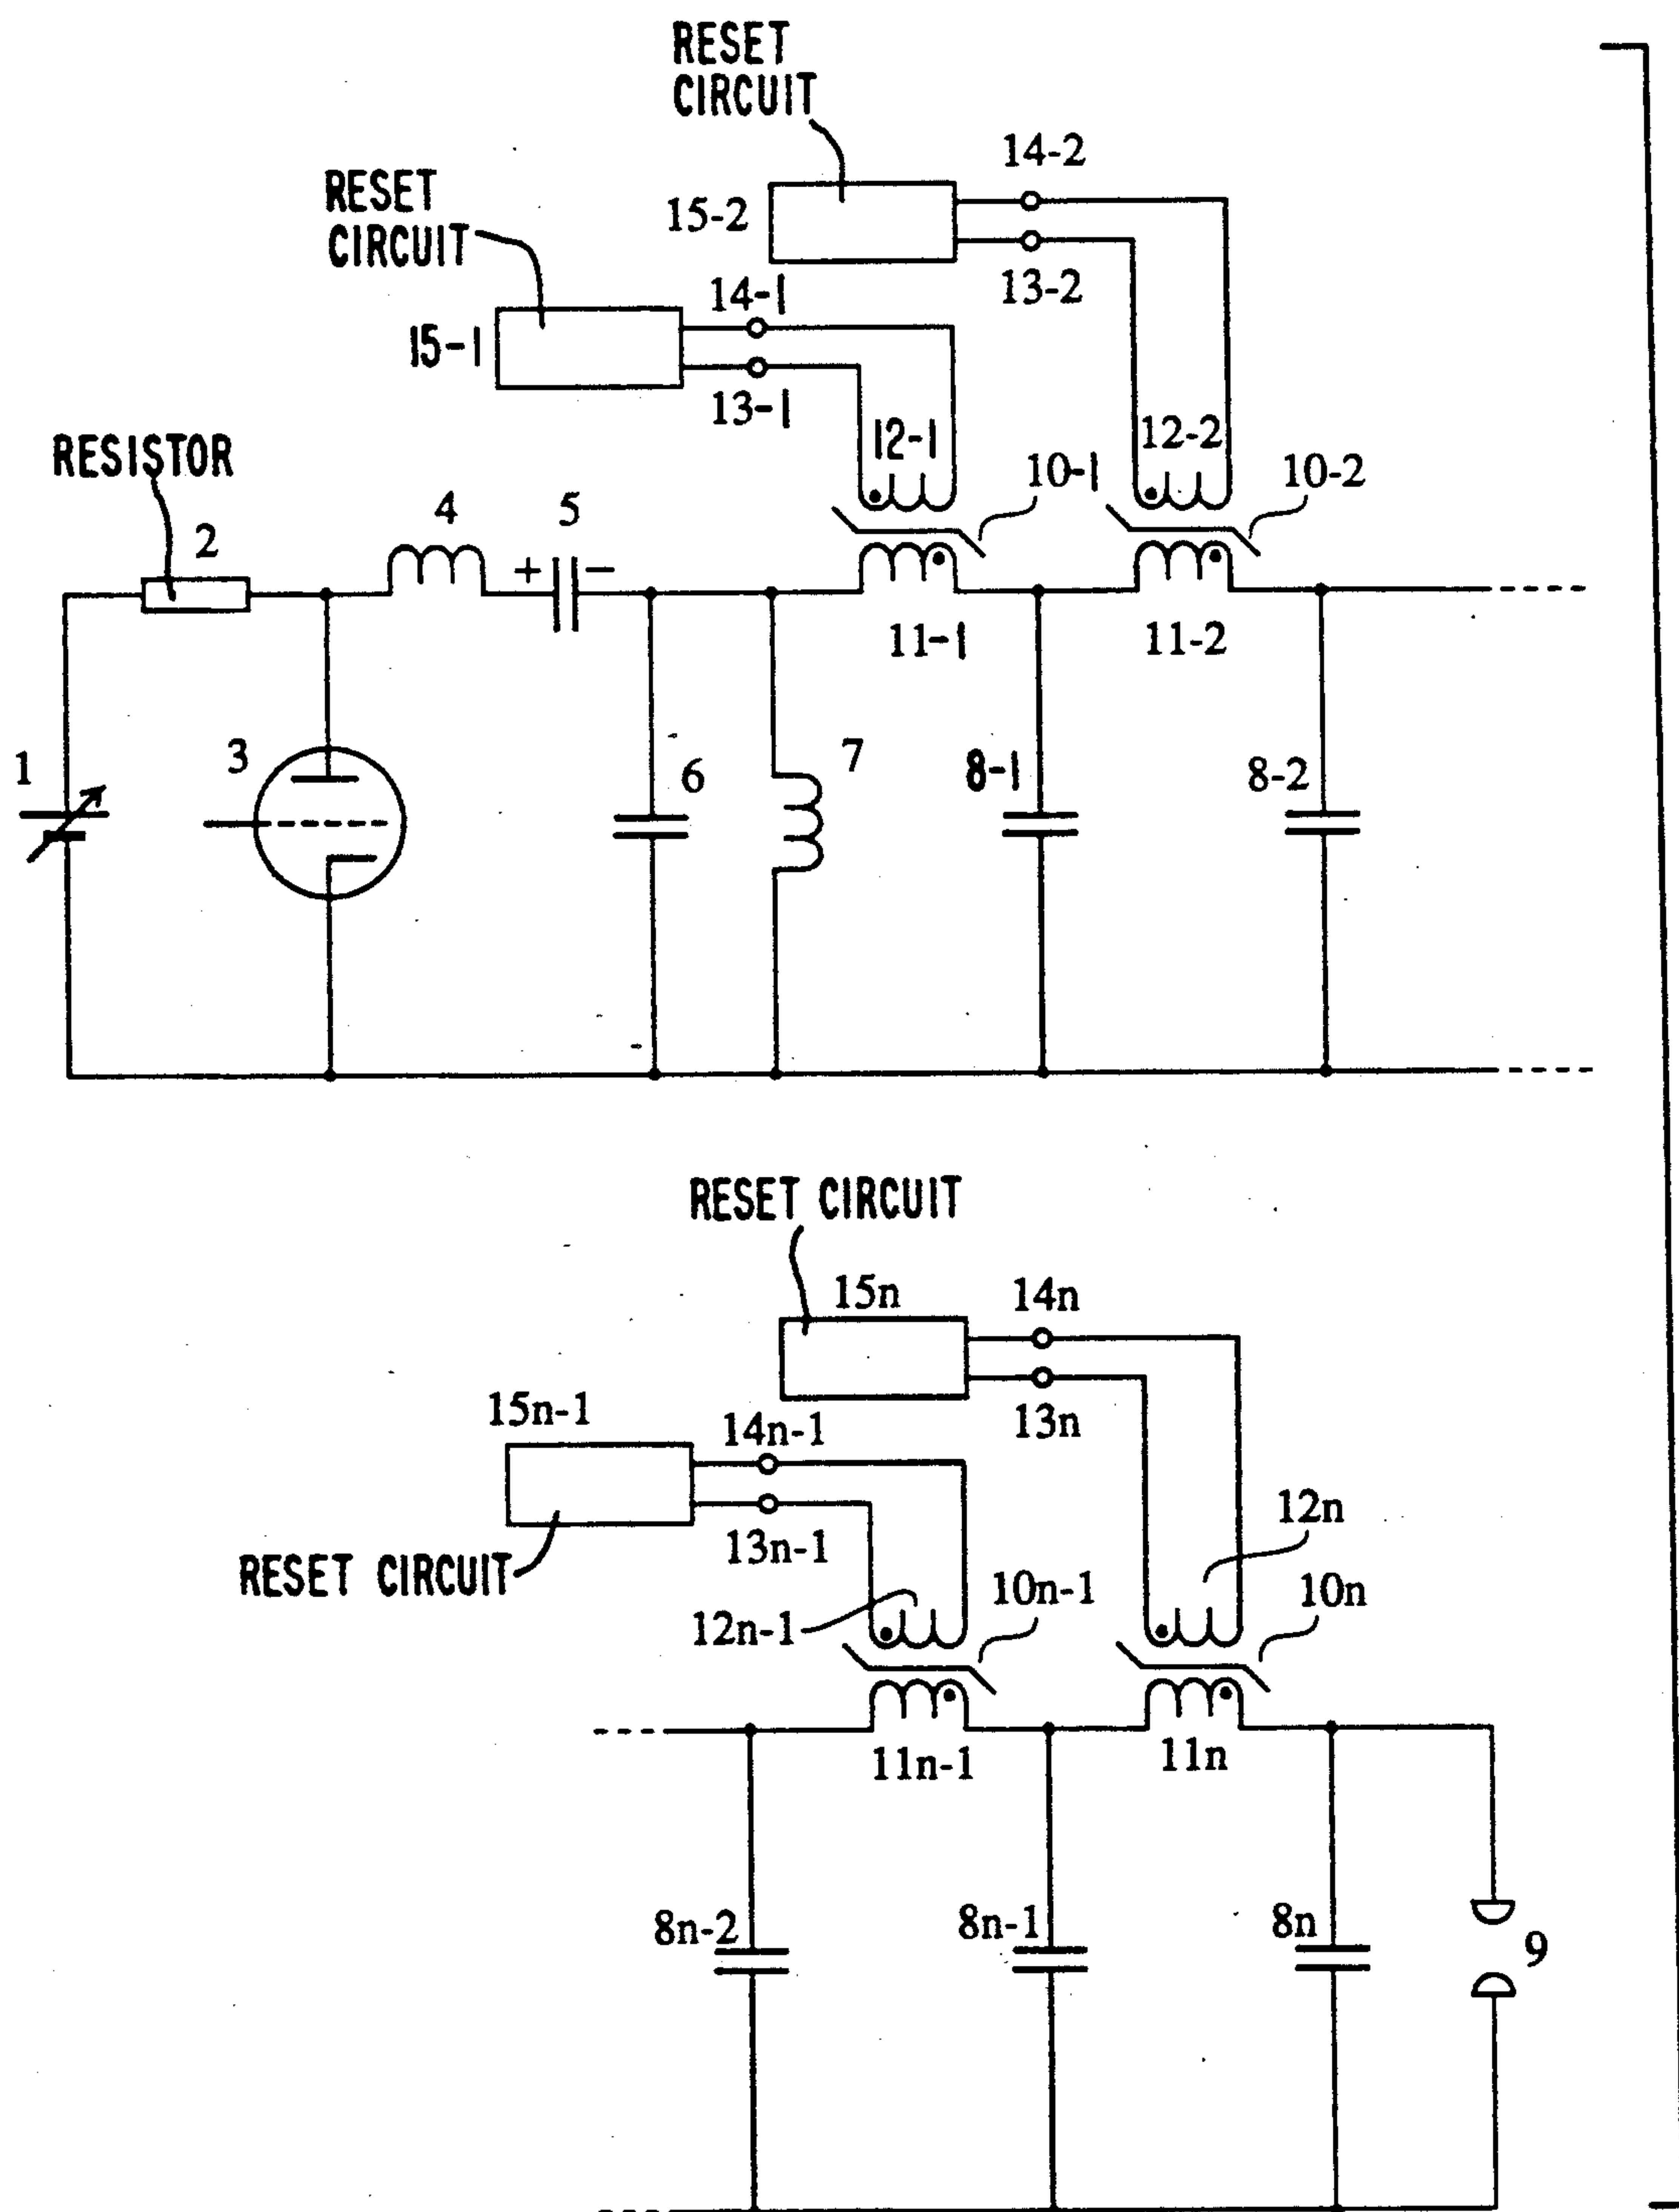 RESET
CIRCUIT
14-2
15-2
13-2
RESET
CIRCUIT
14-1
15-1
13-1
12-1
12-2
10-1
10-2
RESISTOR
2
4
5
+
−
11-1
11-2
1
3
6
7
8-1
8-2
RESET CIRCUIT
15n
14n
13n
15n-1
14n-1
13n-1
RESET CIRCUIT
12n
12n-1
10n-1
10n
11n-1
11n
8n-2
8n-1
8n
9